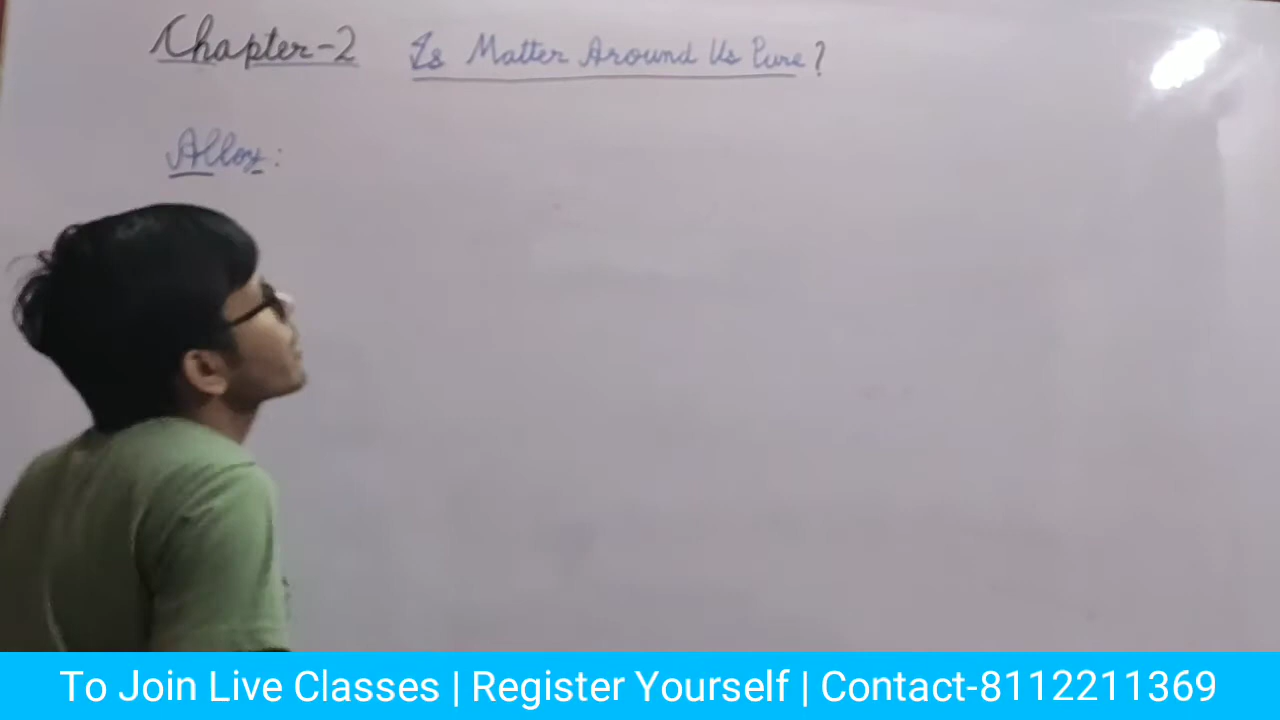 Chapter-2 Is Matter Around Us Pure?
Alloy:
To Join Live Classes | Register Yourself | Contact-8112211369